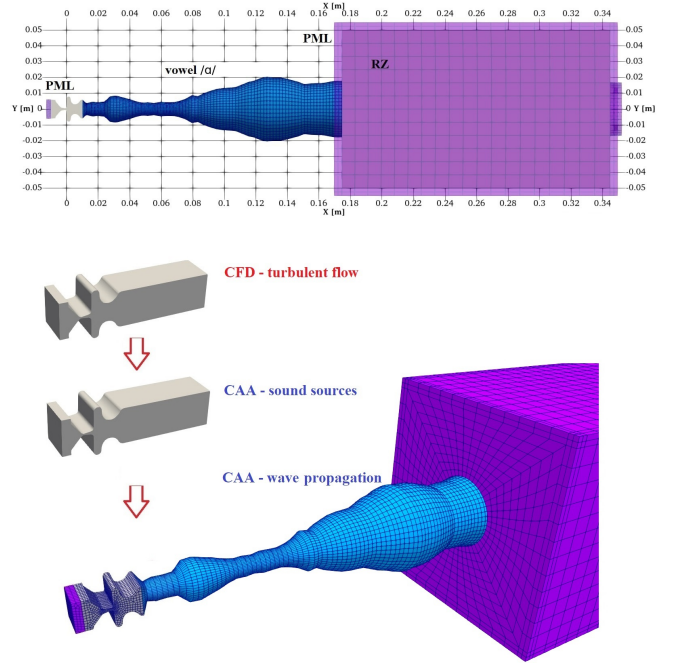 X [m]
0 0.02 0.04 0.06 0.08 0.1 0.12 0.14 0.16 0.18 0.2 0.22 0.24 0.26 0.28 0.3 0.32 0.34
0.05 PML 0.05
0.04 0.04
0.03 RZ 0.03
0.02 vowel /ɑ/ 0.02
0.01 PML 0.01
Y [m] 0 0 Y [m]
-0.01 -0.01
-0.02 -0.02
-0.03 -0.03
-0.04 -0.04
-0.05 -0.05
0 0.02 0.04 0.06 0.08 0.1 0.12 0.14 0.16 0.18 0.2 0.22 0.24 0.26 0.28 0.3 0.32 0.34
X [m]
CFD - turbulent flow
CAA - sound sources
CAA - wave propagation